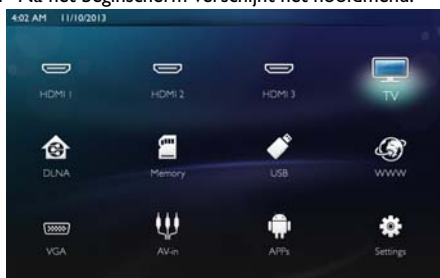 Na het beginscherm verschijnt het hoofdmenu.
4:02 AM 11/10/2013
HDMI 1 HDMI 2 HDMI 3 TV
DLNA Memory USB WWW
VGA AV-in APPs Settings